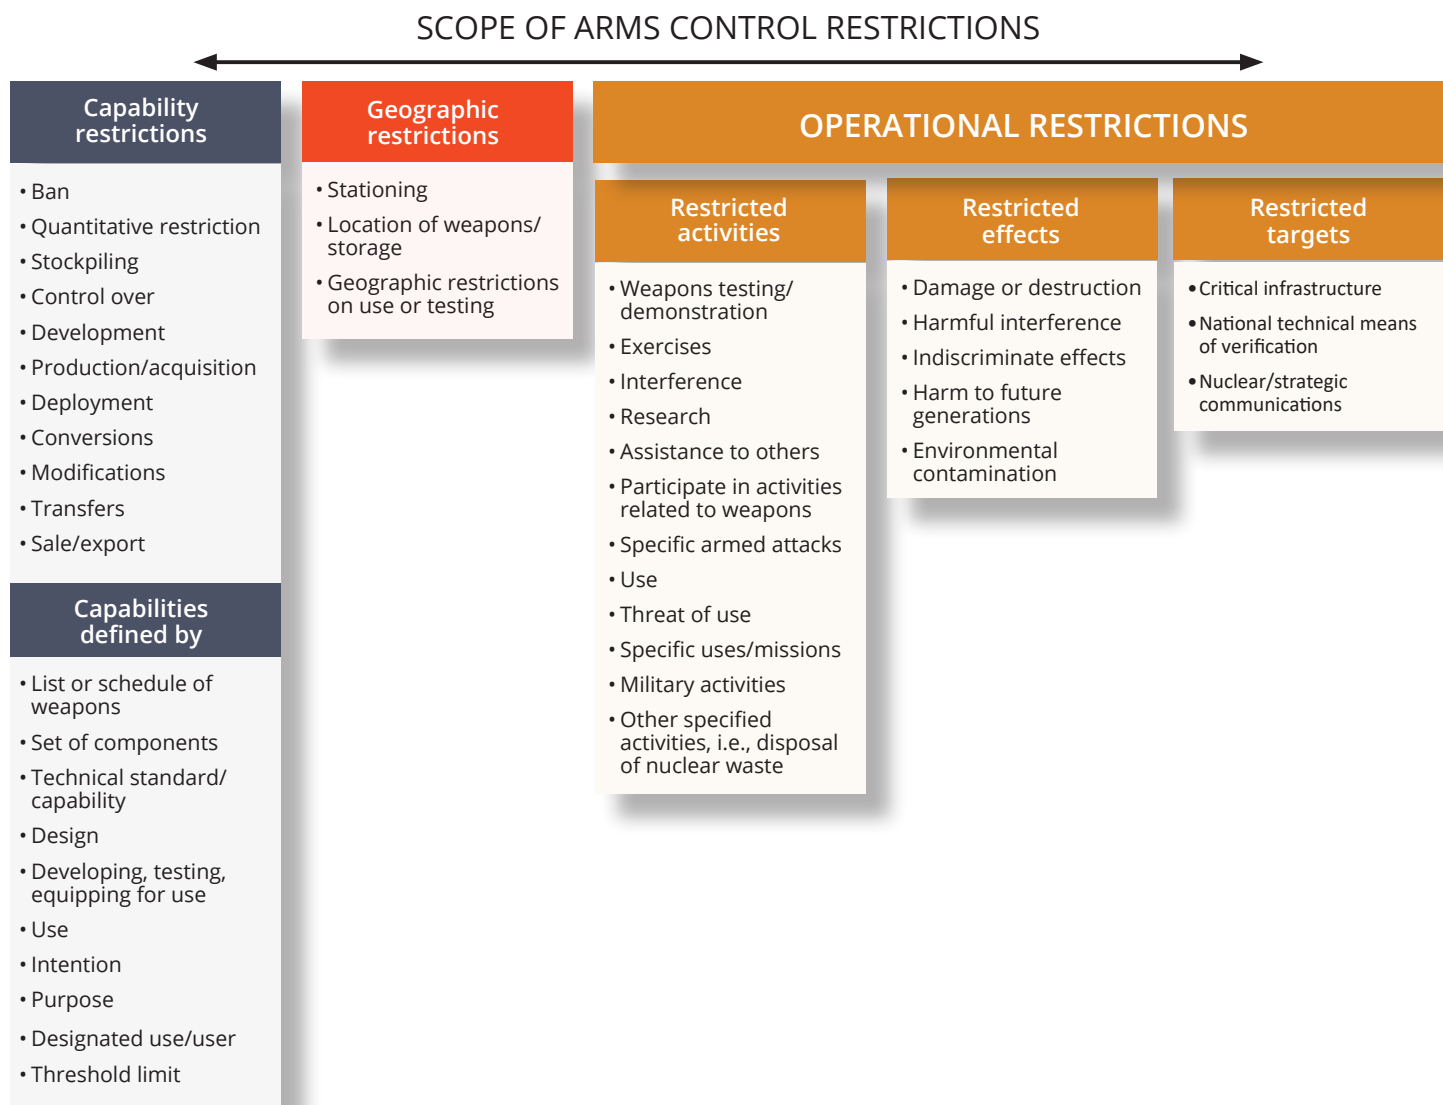 SCOPE OF ARMS CONTROL RESTRICTIONS
Capability
restrictions
• Ban
• Quantitative restriction
• Stockpiling
• Control over
• Development
• Production/acquisition
• Deployment
• Conversions
• Modifications
• Transfers
• Sale/export
Capabilities
defined by
• List or schedule of
weapons
• Set of components
• Technical standard/
capability
• Design
• Developing, testing,
equipping for use
• Use
• Intention
• Purpose
• Designated use/user
• Threshold limit
Geographic
restrictions
• Stationing
• Location of weapons/
storage
• Geographic restrictions
on use or testing
OPERATIONAL RESTRICTIONS
Restricted
activities
• Weapons testing/
demonstration
• Exercises
• Interference
• Research
• Assistance to others
• Participate in activities
related to weapons
• Specific armed attacks
• Use
• Threat of use
• Specific uses/missions
• Military activities
• Other specified
activities, i.e., disposal
of nuclear waste
Restricted
effects
• Damage or destruction
• Harmful interference
• Indiscriminate effects
• Harm to future
generations
• Environmental
contamination
Restricted
targets
• Critical infrastructure
• National technical means
of verification
• Nuclear/strategic
communications